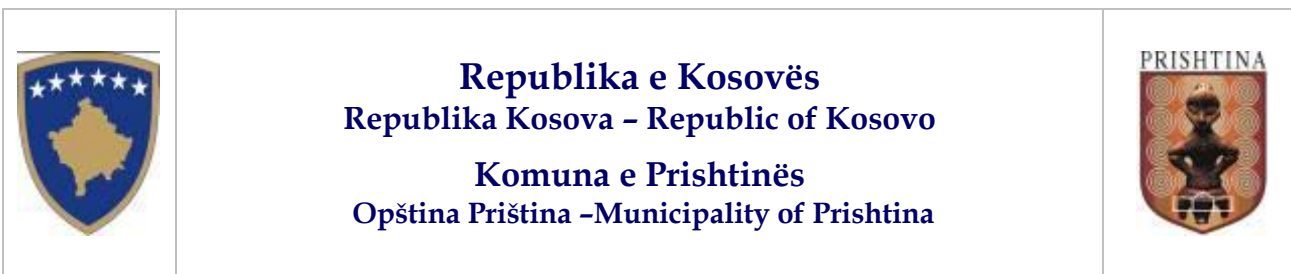 Republika e Kosovës
Republika Kosova – Republic of Kosovo
Komuna e Prishtinës
Opština Priština –Municipality of Prishtina
PRISHTINA